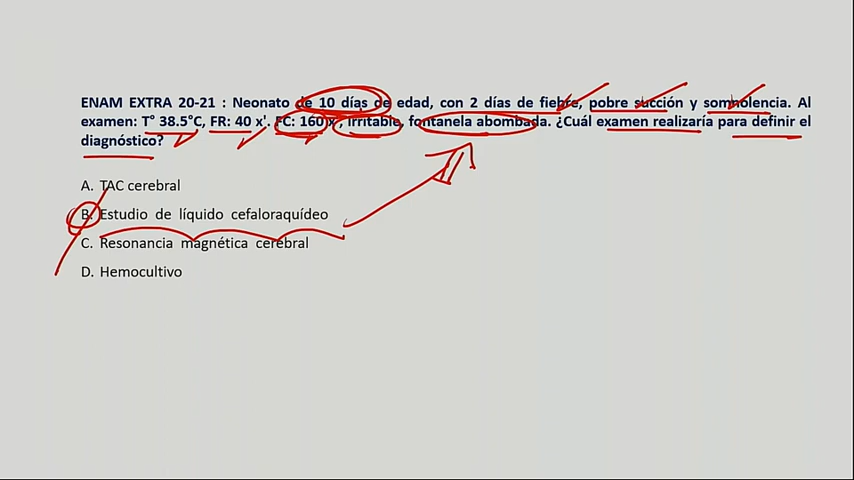 ENAM EXTRA 20-21 : Neonato de 10 días de edad, con 2 días de fiebre, pobre succión y somnolencia. Al
examen: T° 38.5°C, FR: 40 x'. FC: 160 x', irritable, fontanela abombada. ¿Cuál examen realizaría para definir el
diagnóstico?
A. TAC cerebral
B. Estudio de líquido cefaloraquídeo
C. Resonancia magnética cerebral
D. Hemocultivo